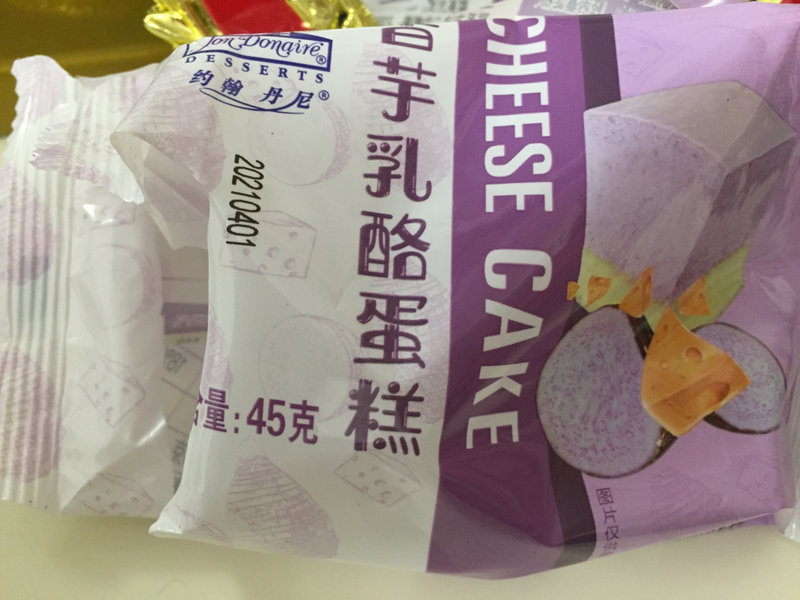 Jon Donaire®
DESSERTS
约翰丹尼®
芋乳酪蛋糕
CHEESE CAKE
20210401
量:45克
图片仅供